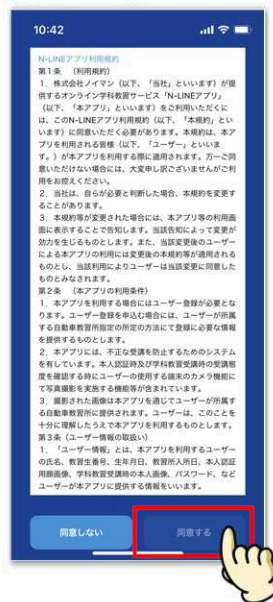 10:42
N-LINEアプリ利用規約
第1条 (利用規約)
1. 株式会社ノイマン(以下、「当社」といいます)が提
供するオンライン学科教習サービス「N-LINEアプリ」
(以下、「本アプリ」といいます)をご利用いただくに
は、このN-LINEアプリ利用規約(以下、「本規約」とい
います)に同意いただく必要があります。本規約は、本ア
プリを利用される皆様(以下、「ユーザー」といいま
す。)が本アプリを利用する際に適用されます。万一ご同
意いただけない場合には、大変申し訳ございませんがご利
用をお控えください。
2. 当社は、自らが必要と判断した場合、本規約を変更す
ることがあります。
3. 本規約等が変更された場合には、本アプリ等の利用画
面に表示することで告知します。当該告知によって変更が
効力を生じるものとします。また、当該変更後のユーザー
による本アプリの利用には変更後の本規約等が適用される
ものとし、当該利用によりユーザーは当該変更に同意した
ものとみなされます。
第2条 (本アプリの利用条件)
1. 本アプリを利用する場合にはユーザー登録が必要とな
ります。ユーザー登録を申込む場合には、ユーザーが所属
する自動車教習所指定の所定の方法にて登録に必要な情報
を提供するものとします。
2. 本アプリには、不正な受講を防止するためのシステム
を有しています。本人認証時及び学科教習受講時の受講態
度を確認する時にユーザーの使用する端末のカメラ機能に
て写真撮影を実施する機能等が含まれています。
3. 撮影された画像は本アプリを通じてユーザーが所属す
る自動車教習所に提供されます。ユーザーは、このことを
十分に理解したうえで本アプリを利用するものとします。
第3条(ユーザー情報の取扱い)
1. 「ユーザー情報」とは、本アプリを利用するユーザー
の氏名、教習生番号、生年月日、教習所入所日、本人認証
用顔画像、学科教習受講時の本人画像、パスワード、など
ユーザーが本アプリに提供する情報をいいます。
同意しない
同意する